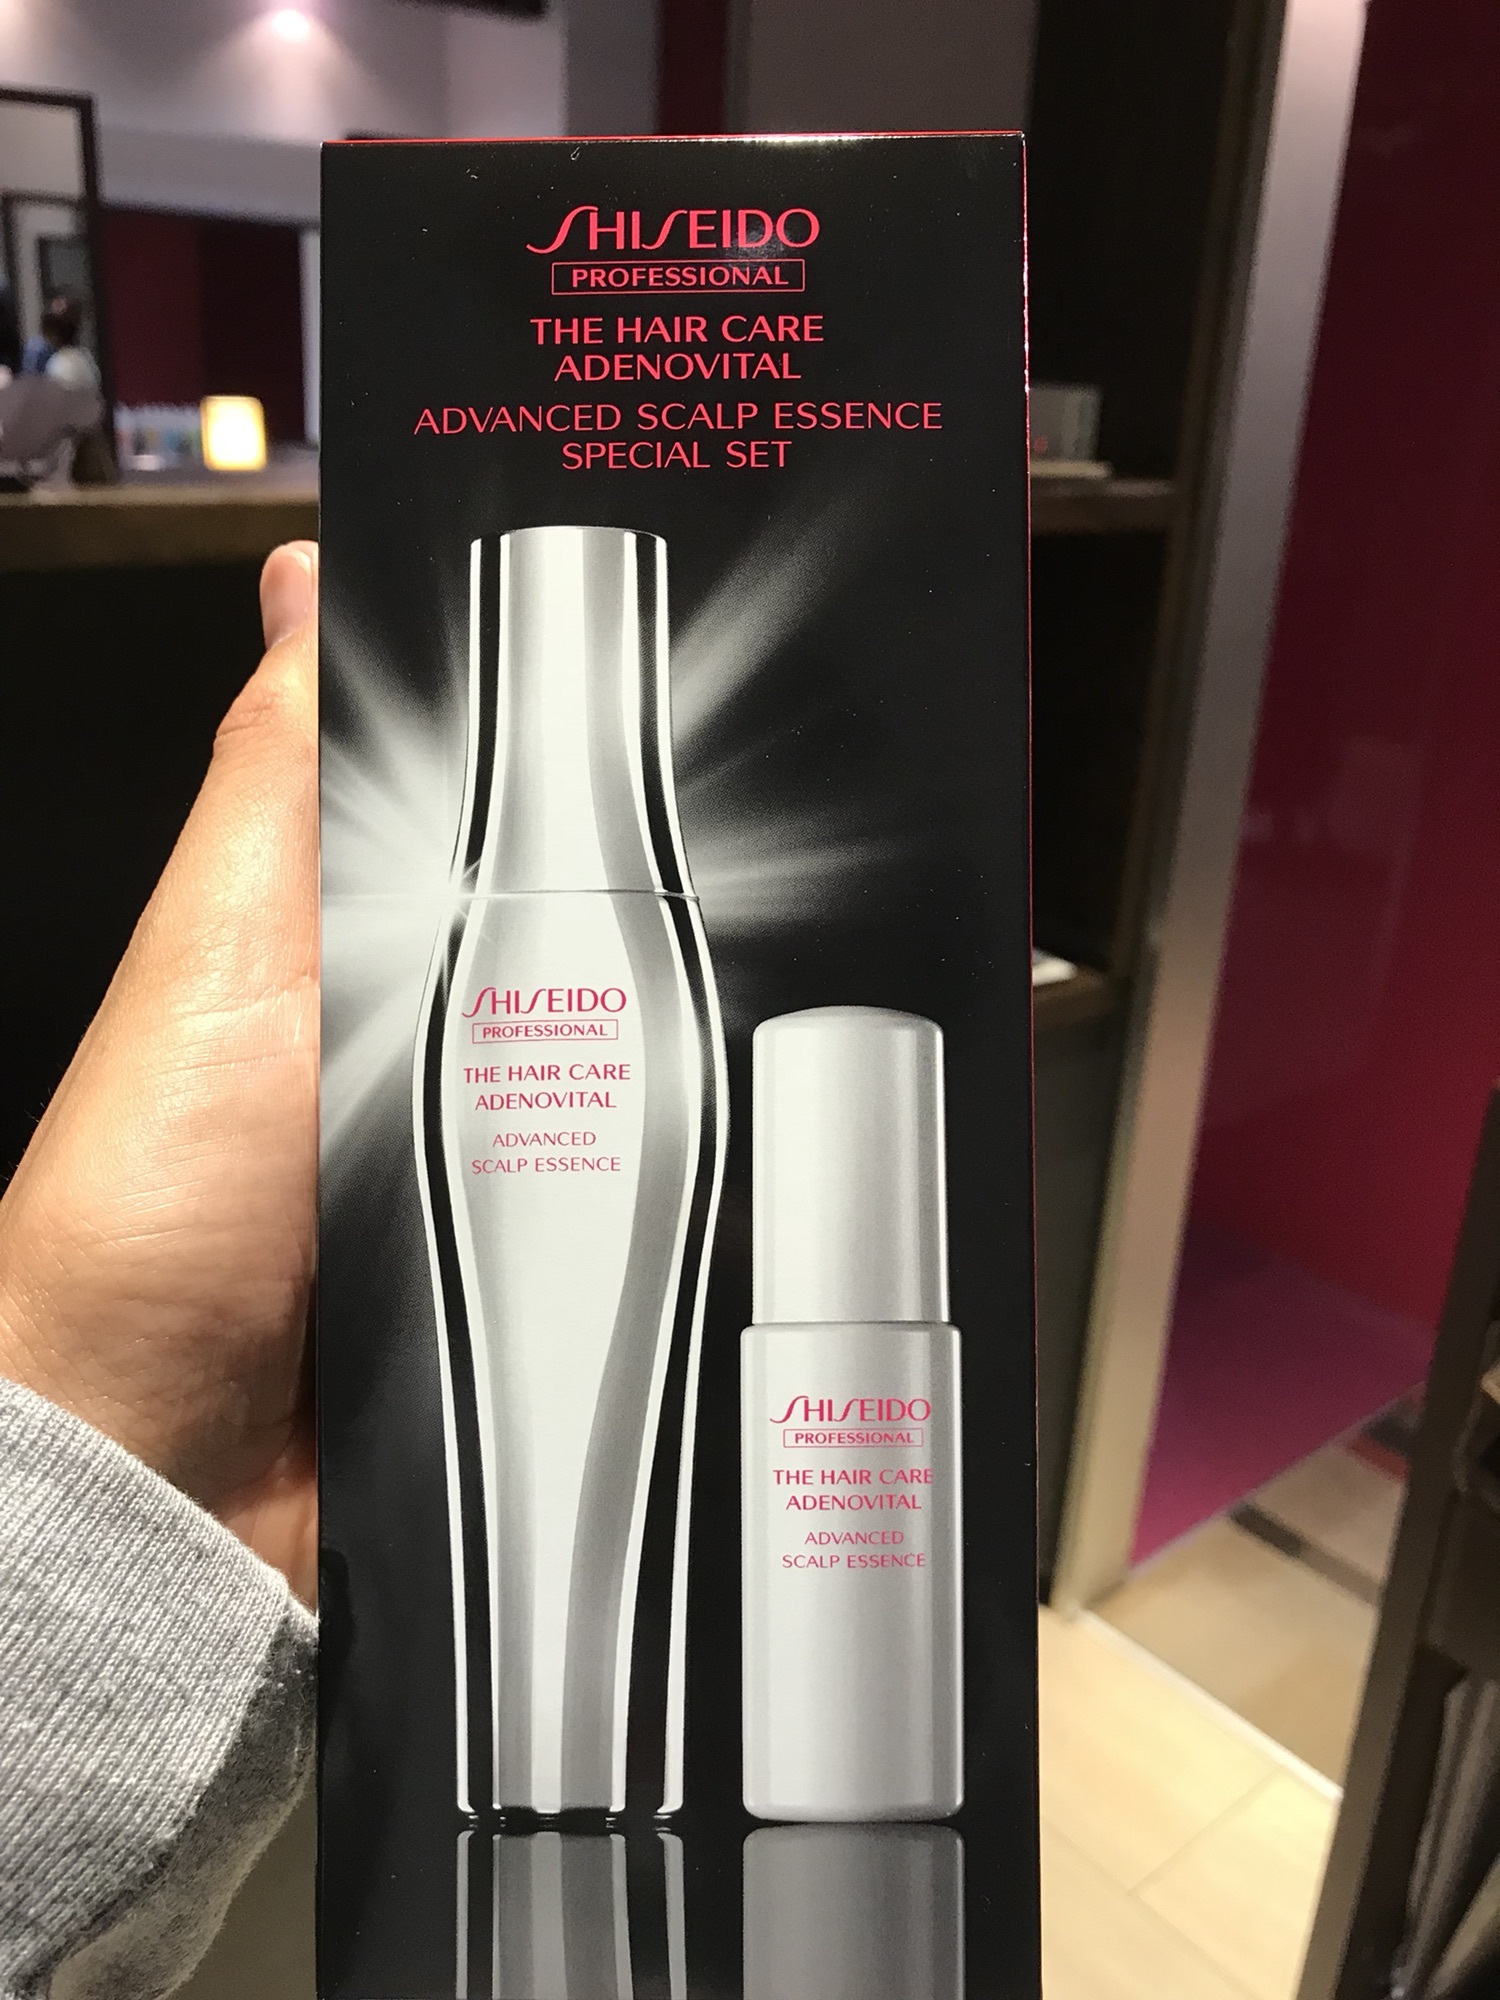 SHISEIDO
PROFESSIONAL
THE HAIR CARE
ADENOVITAL
ADVANCED SCALP ESSENCE
SPECIAL SET
SHISEIDO
PROFESSIONAL
THE HAIR CARE
ADENOVITAL
ADVANCED
SCALP ESSENCE
SHISEIDO
PROFESSIONAL
THE HAIR CARE
ADENOVITAL
ADVANCED
SCALP ESSENCE